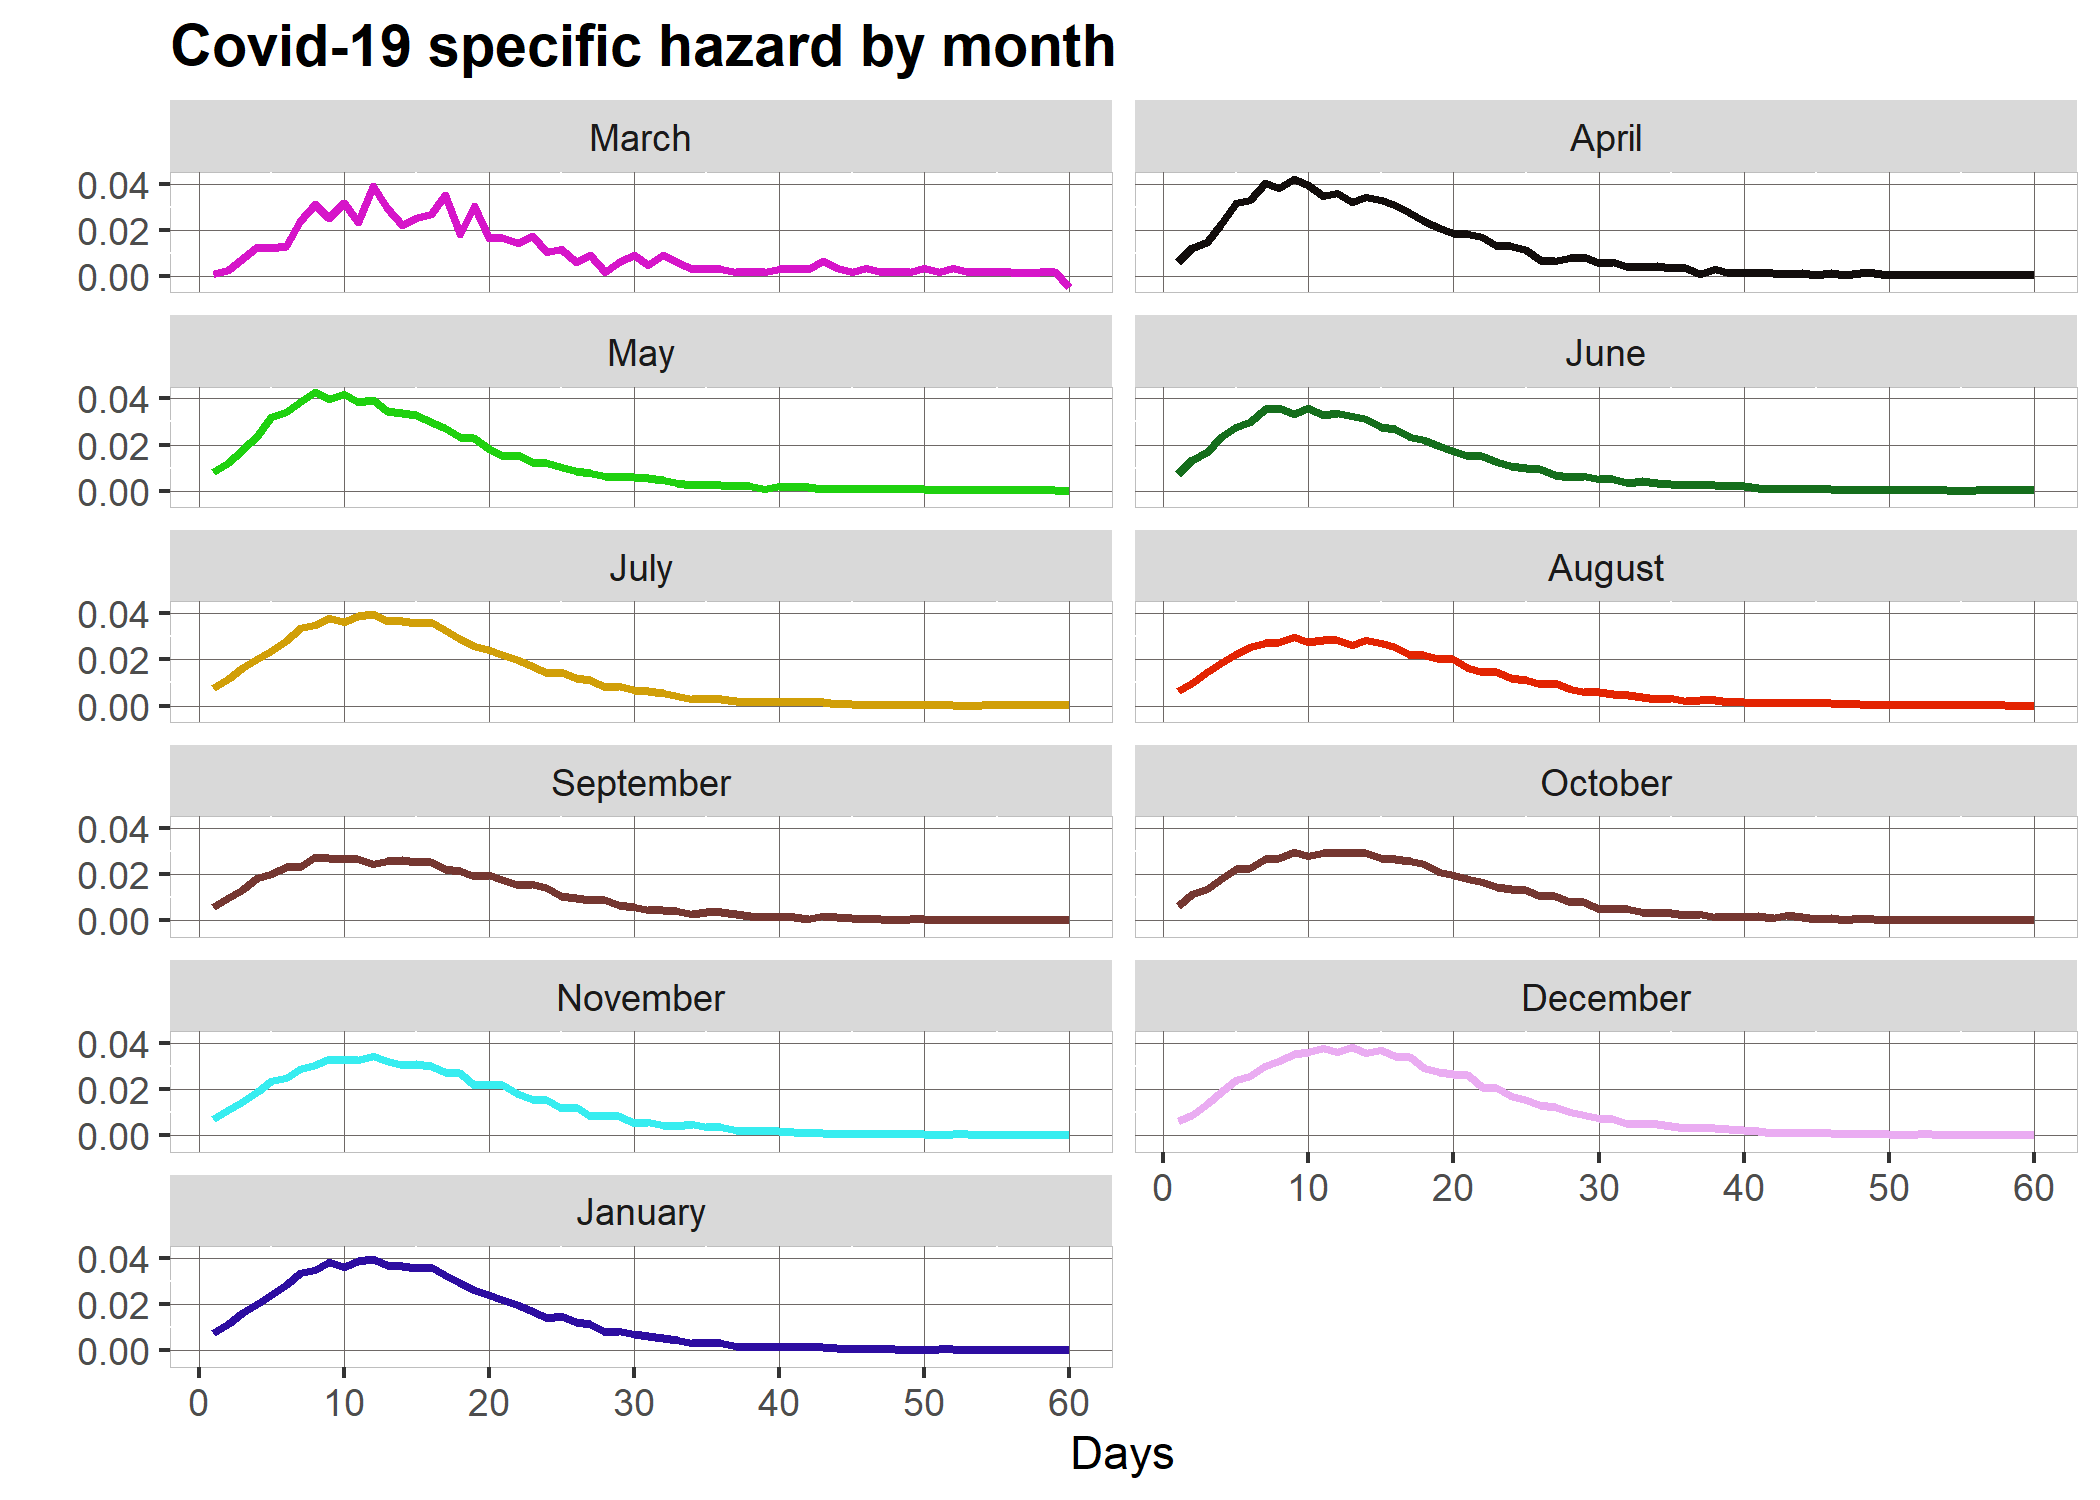 Covid-19 specific hazard by month
March
April
0.04
0.02
0.00
May
June
0.04
0.02
0.00
July
August
0.04
0.02
0.00
September
October
0.04
0.02
0.00
November
December
0.04
0.02
0.00
0 10 20 30 40 50 60
January
0.04
0.02
0.00
0 10 20 30 40 50 60
Days